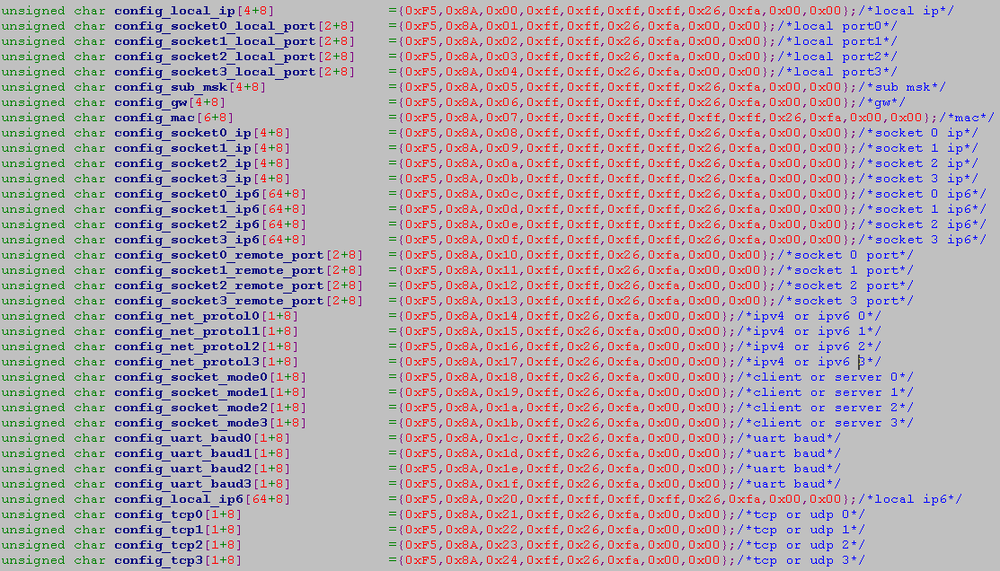 unsigned char config_local_ip[4+8] ={0xF5,0x8A,0x00,0xff,0xff,0xff,0xff,0x26,0xfa,0x00,0x00};/*local ip*/
unsigned char config_socket0_local_port[2+8] ={0xF5,0x8A,0x01,0xff,0xff,0x26,0xfa,0x00,0x00};/*local port0*/
unsigned char config_socket1_local_port[2+8] ={0xF5,0x8A,0x02,0xff,0xff,0x26,0xfa,0x00,0x00};/*local port1*/
unsigned char config_socket2_local_port[2+8] ={0xF5,0x8A,0x03,0xff,0xff,0x26,0xfa,0x00,0x00};/*local port2*/
unsigned char config_socket3_local_port[2+8] ={0xF5,0x8A,0x04,0xff,0xff,0x26,0xfa,0x00,0x00};/*local port3*/
unsigned char config_sub_msk[4+8] ={0xF5,0x8A,0x05,0xff,0xff,0xff,0xff,0x26,0xfa,0x00,0x00};/*sub msk*/
unsigned char config_gw[4+8] ={0xF5,0x8A,0x06,0xff,0xff,0xff,0xff,0x26,0xfa,0x00,0x00};/*gw*/
unsigned char config_mac[6+8] ={0xF5,0x8A,0x07,0xff,0xff,0xff,0xff,0xff,0xff,0x26,0xfa,0x00,0x00};/*mac*/
unsigned char config_socket0_ip[4+8] ={0xF5,0x8A,0x08,0xff,0xff,0xff,0xff,0x26,0xfa,0x00,0x00};/*socket 0 ip*/
unsigned char config_socket1_ip[4+8] ={0xF5,0x8A,0x09,0xff,0xff,0xff,0xff,0x26,0xfa,0x00,0x00};/*socket 1 ip*/
unsigned char config_socket2_ip[4+8] ={0xF5,0x8A,0x0a,0xff,0xff,0xff,0xff,0x26,0xfa,0x00,0x00};/*socket 2 ip*/
unsigned char config_socket3_ip[4+8] ={0xF5,0x8A,0x0b,0xff,0xff,0xff,0xff,0x26,0xfa,0x00,0x00};/*socket 3 ip*/
unsigned char config_socket0_ip6[64+8] ={0xF5,0x8A,0x0c,0xff,0xff,0xff,0xff,0x26,0xfa,0x00,0x00};/*socket 0 ip6*/
unsigned char config_socket1_ip6[64+8] ={0xF5,0x8A,0x0d,0xff,0xff,0xff,0xff,0x26,0xfa,0x00,0x00};/*socket 1 ip6*/
unsigned char config_socket2_ip6[64+8] ={0xF5,0x8A,0x0e,0xff,0xff,0xff,0xff,0x26,0xfa,0x00,0x00};/*socket 2 ip6*/
unsigned char config_socket3_ip6[64+8] ={0xF5,0x8A,0x0f,0xff,0xff,0xff,0xff,0x26,0xfa,0x00,0x00};/*socket 3 ip6*/
unsigned char config_socket0_remote_port[2+8] ={0xF5,0x8A,0x10,0xff,0xff,0x26,0xfa,0x00,0x00};/*socket 0 port*/
unsigned char config_socket1_remote_port[2+8] ={0xF5,0x8A,0x11,0xff,0xff,0x26,0xfa,0x00,0x00};/*socket 1 port*/
unsigned char config_socket2_remote_port[2+8] ={0xF5,0x8A,0x12,0xff,0xff,0x26,0xfa,0x00,0x00};/*socket 2 port*/
unsigned char config_socket3_remote_port[2+8] ={0xF5,0x8A,0x13,0xff,0xff,0x26,0xfa,0x00,0x00};/*socket 3 port*/
unsigned char config_net_protol0[1+8] ={0xF5,0x8A,0x14,0xff,0x26,0xfa,0x00,0x00};/*ipv4 or ipv6 0*/
unsigned char config_net_protol1[1+8] ={0xF5,0x8A,0x15,0xff,0x26,0xfa,0x00,0x00};/*ipv4 or ipv6 1*/
unsigned char config_net_protol2[1+8] ={0xF5,0x8A,0x16,0xff,0x26,0xfa,0x00,0x00};/*ipv4 or ipv6 2*/
unsigned char config_net_protol3[1+8] ={0xF5,0x8A,0x17,0xff,0x26,0xfa,0x00,0x00};/*ipv4 or ipv6 3*/
unsigned char config_socket_mode0[1+8] ={0xF5,0x8A,0x18,0xff,0x26,0xfa,0x00,0x00};/*client or server 0*/
unsigned char config_socket_mode1[1+8] ={0xF5,0x8A,0x19,0xff,0x26,0xfa,0x00,0x00};/*client or server 1*/
unsigned char config_socket_mode2[1+8] ={0xF5,0x8A,0x1a,0xff,0x26,0xfa,0x00,0x00};/*client or server 2*/
unsigned char config_socket_mode3[1+8] ={0xF5,0x8A,0x1b,0xff,0x26,0xfa,0x00,0x00};/*client or server 3*/
unsigned char config_uart_baud0[1+8] ={0xF5,0x8A,0x1c,0xff,0x26,0xfa,0x00,0x00};/*uart baud*/
unsigned char config_uart_baud1[1+8] ={0xF5,0x8A,0x1d,0xff,0x26,0xfa,0x00,0x00};/*uart baud*/
unsigned char config_uart_baud2[1+8] ={0xF5,0x8A,0x1e,0xff,0x26,0xfa,0x00,0x00};/*uart baud*/
unsigned char config_uart_baud3[1+8] ={0xF5,0x8A,0x1f,0xff,0x26,0xfa,0x00,0x00};/*uart baud*/
unsigned char config_local_ip6[64+8] ={0xF5,0x8A,0x20,0xff,0xff,0xff,0xff,0x26,0xfa,0x00,0x00};/*local ip6*/
unsigned char config_tcp0[1+8] ={0xF5,0x8A,0x21,0xff,0x26,0xfa,0x00,0x00};/*tcp or udp 0*/
unsigned char config_tcp1[1+8] ={0xF5,0x8A,0x22,0xff,0x26,0xfa,0x00,0x00};/*tcp or udp 1*/
unsigned char config_tcp2[1+8] ={0xF5,0x8A,0x23,0xff,0x26,0xfa,0x00,0x00};/*tcp or udp 2*/
unsigned char config_tcp3[1+8] ={0xF5,0x8A,0x24,0xff,0x26,0xfa,0x00,0x00};/*tcp or udp 3*/